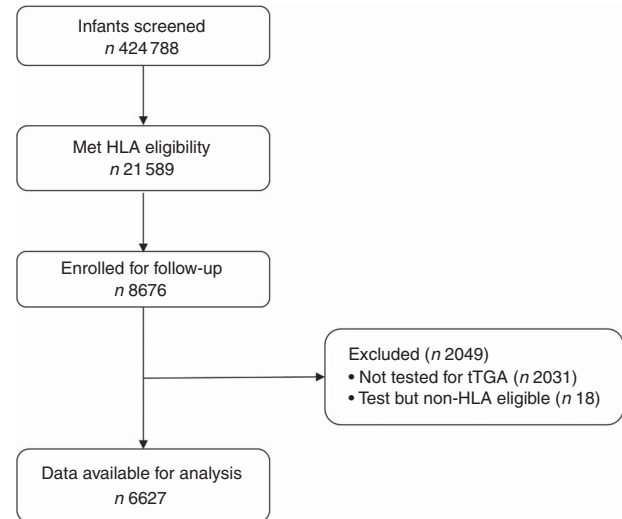 Infants screened
n 424 788
Met HLA eligibility
n 21 589
Enrolled for follow-up
n 8676
Excluded (n 2049)
• Not tested for tTGA (n 2031)
• Test but non-HLA eligible (n 18)
Data available for analysis
n 6627